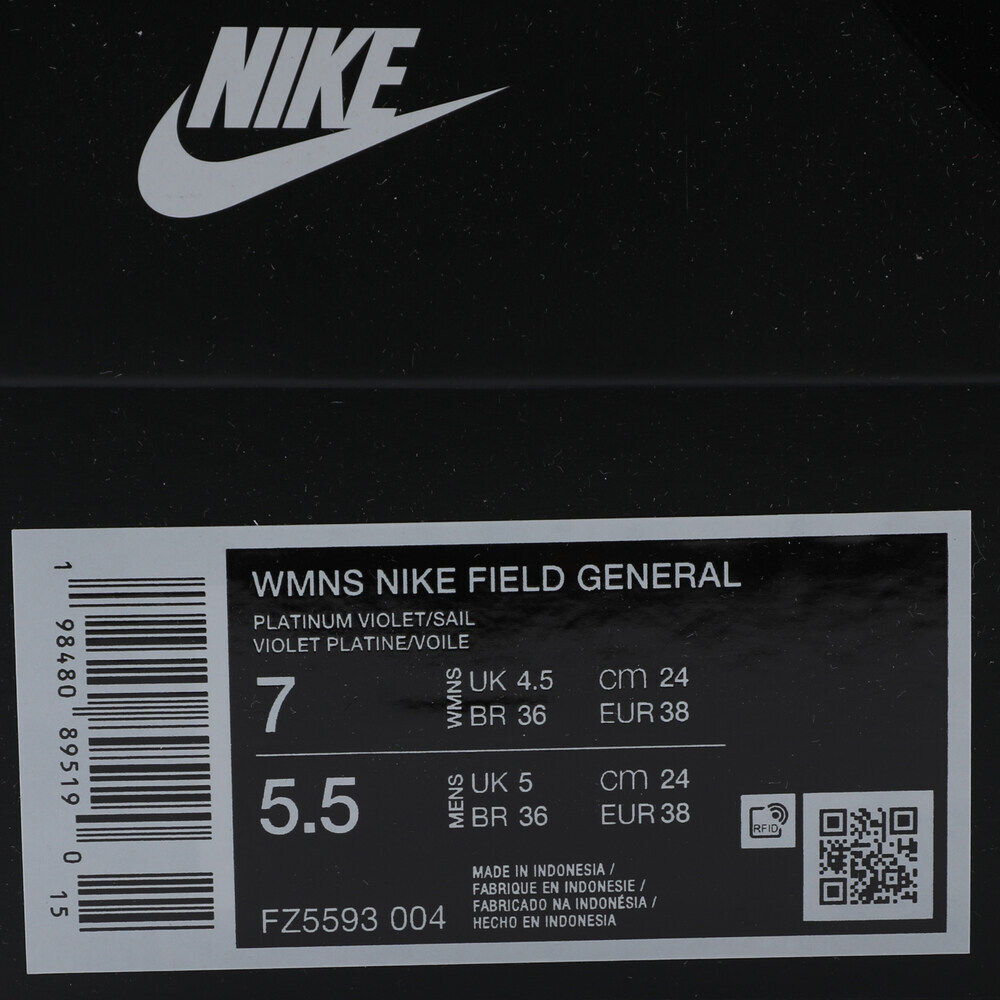 NIKE
WMNS NIKE FIELD GENERAL
PLATINUM VIOLET/SAIL
VIOLET PLATINE/VOILE
7
WMNS
UK 4.5 cm 24
BR 36 EUR 38
5.5
MENS
UK 5 cm 24
BR 36 EUR 38
MADE IN INDONESIA /
FABRIQUE EN INDONESIE /
FABRICADO NA INDONÉSIA /
HECHO EN INDONESIA
FZ5593 004
RFID
1 98480 89519 0 15